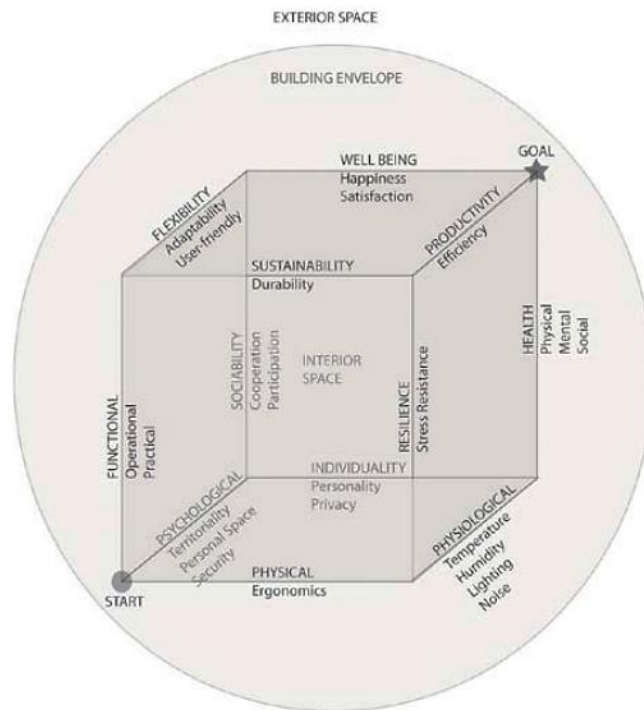 EXTERIOR SPACE
BUILDING ENVELOPE
WELL BEING
Happiness
Satisfaction
GOAL
FLEXIBILITY
Adaptability
User-friendly
PRODUCTIVITY
Efficiency
SUSTAINABILITY
Durability
SOCIABILITY
Cooperation
Participation
INTERIOR
SPACE
RESILIENCE
Stress Resistance
HEALTH
Physical
Mental
Social
FUNCTIONAL
Operational
Practical
INDIVIDUALITY
Personality
Privacy
PSYCHOLOGICAL
Territoriality
Personal Space
Security
PHYSIOLOGICAL
Temperature
Humidity
Lighting
Noise
PHYSICAL
Ergonomics
START